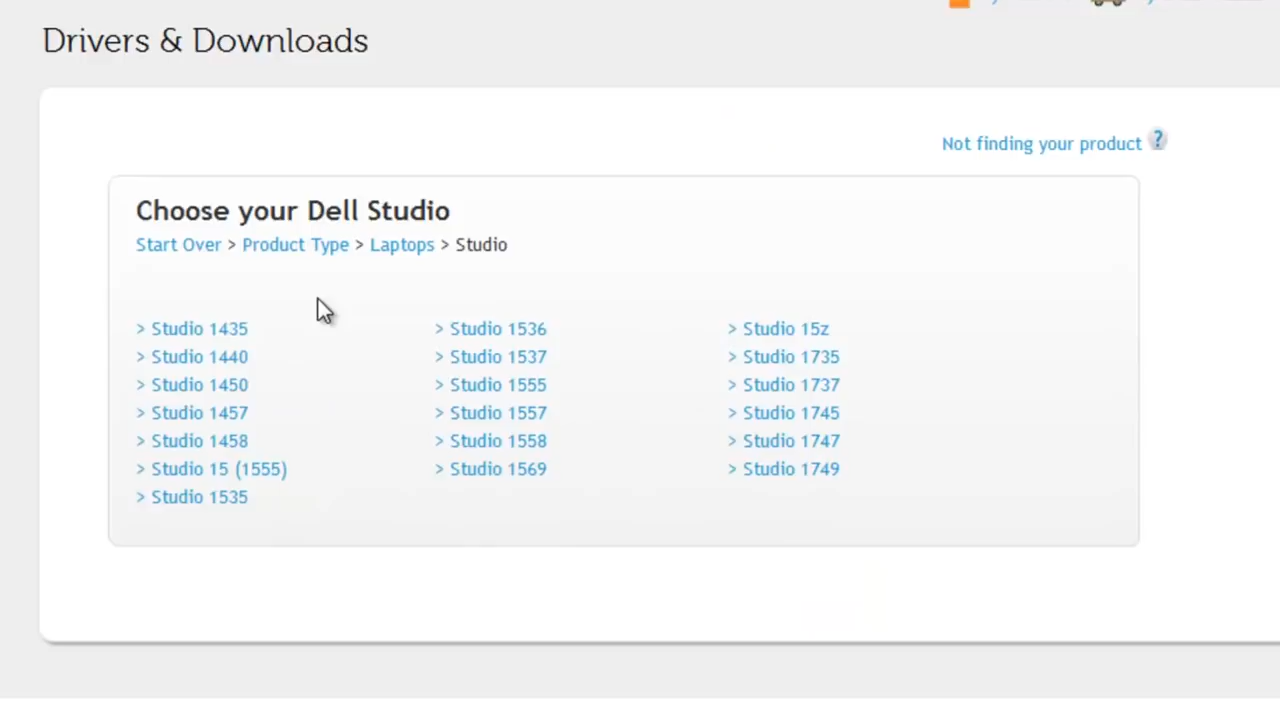 Drivers & Downloads
Not finding your product ?
Choose your Dell Studio
Start Over > Product Type > Laptops > Studio
> Studio 1435
> Studio 1440
> Studio 1450
> Studio 1457
> Studio 1458
> Studio 15 (1555)
> Studio 1535
> Studio 1536
> Studio 1537
> Studio 1555
> Studio 1557
> Studio 1558
> Studio 1569
> Studio 15z
> Studio 1735
> Studio 1737
> Studio 1745
> Studio 1747
> Studio 1749